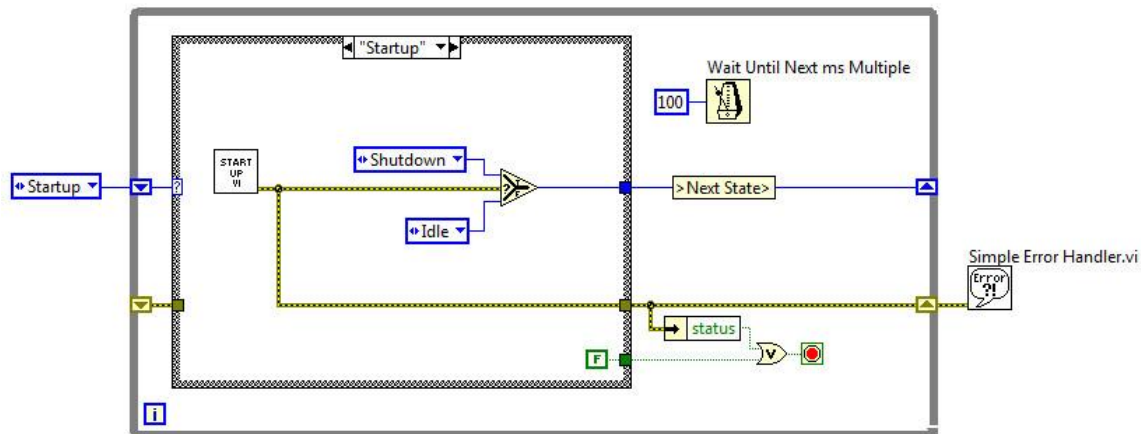 "Startup"
Wait Until Next ms Multiple
100
START
UP
VI
Shutdown
Startup
?
?
>Next State>
Idle
Simple Error Handler.vi
Error
?!
status
F
V
i